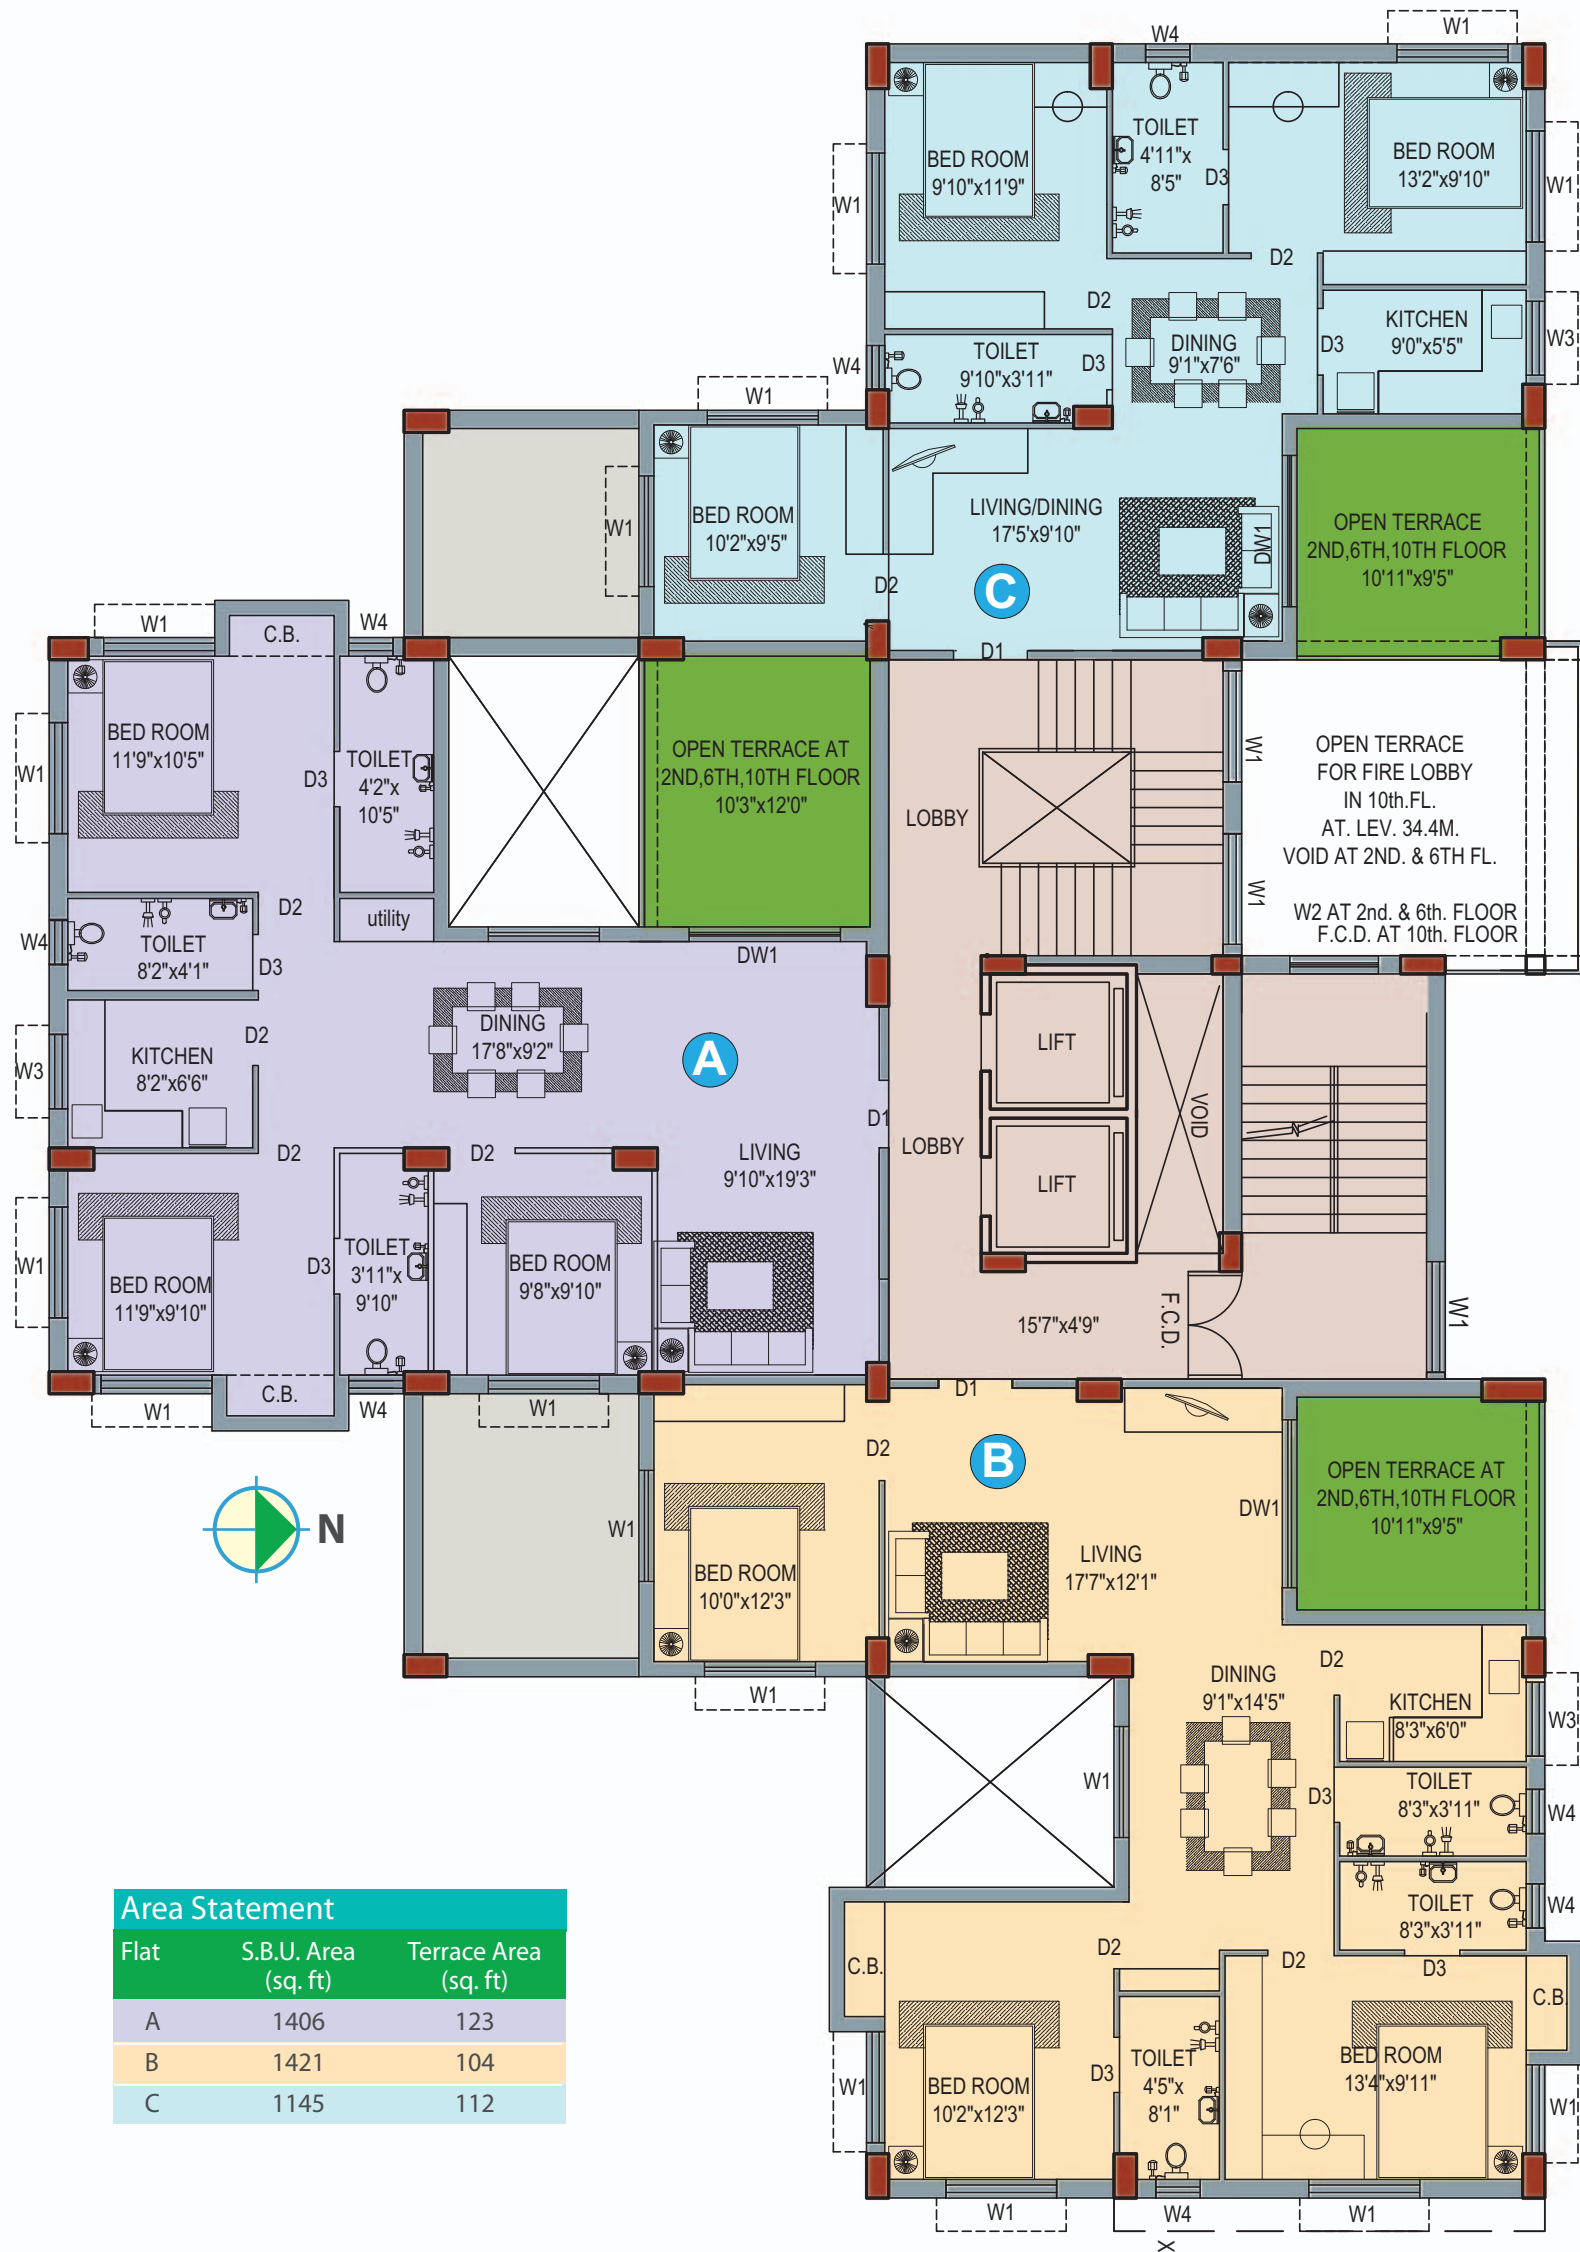 W4
W1
BED ROOM
9'10"x11'9"
TOILET
4'11"x
8'5"
D3
BED ROOM
13'2"x9'10"
W1
W1
D2
D2
TOILET
9'10"x3'11"
D3
W4
DINING
9'1"x7'6"
D3
KITCHEN
9'0"x5'5"
W3
W1
W1
BED ROOM
10'2"x9'5"
D2
LIVING/DINING
17'5'x9'10"
C
DW1
D1
OPEN TERRACE
2ND,6TH,10TH FLOOR
10'11"x9'5"
W1
C.B.
W4
BED ROOM
11'9"x10'5"
W1
D3
TOILET
4'2"x
10'5"
OPEN TERRACE AT
2ND,6TH,10TH FLOOR
10'3"x12'0"
LOBBY
W1
W1
OPEN TERRACE
FOR FIRE LOBBY
IN 10th.FL.
AT. LEV. 34.4M.
VOID AT 2ND. & 6TH FL.
W2 AT 2nd. & 6th. FLOOR
F.C.D. AT 10th. FLOOR
D2
utility
W4
TOILET
8'2"x4'1"
D3
DW1
DINING
17'8"x9'2"
A
D2
KITCHEN
8'2"x6'6"
W3
D1
LIFT
LOBBY
VOID
LIFT
D2
D2
LIVING
9'10"x19'3"
BED ROOM
11'9"x9'10"
W1
D3
TOILET
3'11"x
9'10"
BED ROOM
9'8"x9'10"
15'7"x4'9"
F.C.D.
W1
W1
C.B.
W4
W1
D1
D2
B
W1
BED ROOM
10'0"x12'3"
LIVING
17'7"x12'1"
DW1
OPEN TERRACE AT
2ND,6TH,10TH FLOOR
10'11"x9'5"
N
W1
D2
DINING
9'1"x14'5"
KITCHEN
8'3"x6'0"
W3
W1
D3
TOILET
8'3"x3'11"
W4
TOILET
8'3"x3'11"
W4
D2
D2
D3
C.B.
C.B.
BED ROOM
10'2"x12'3"
W1
D3
TOILET
4'5"x
8'1"
BED ROOM
13'4"x9'11"
W1
W1
W4
W1
X
Area Statement
Flat S.B.U. Area Terrace Area
(sq. ft) (sq. ft)
A 1406 123
B 1421 104
C 1145 112